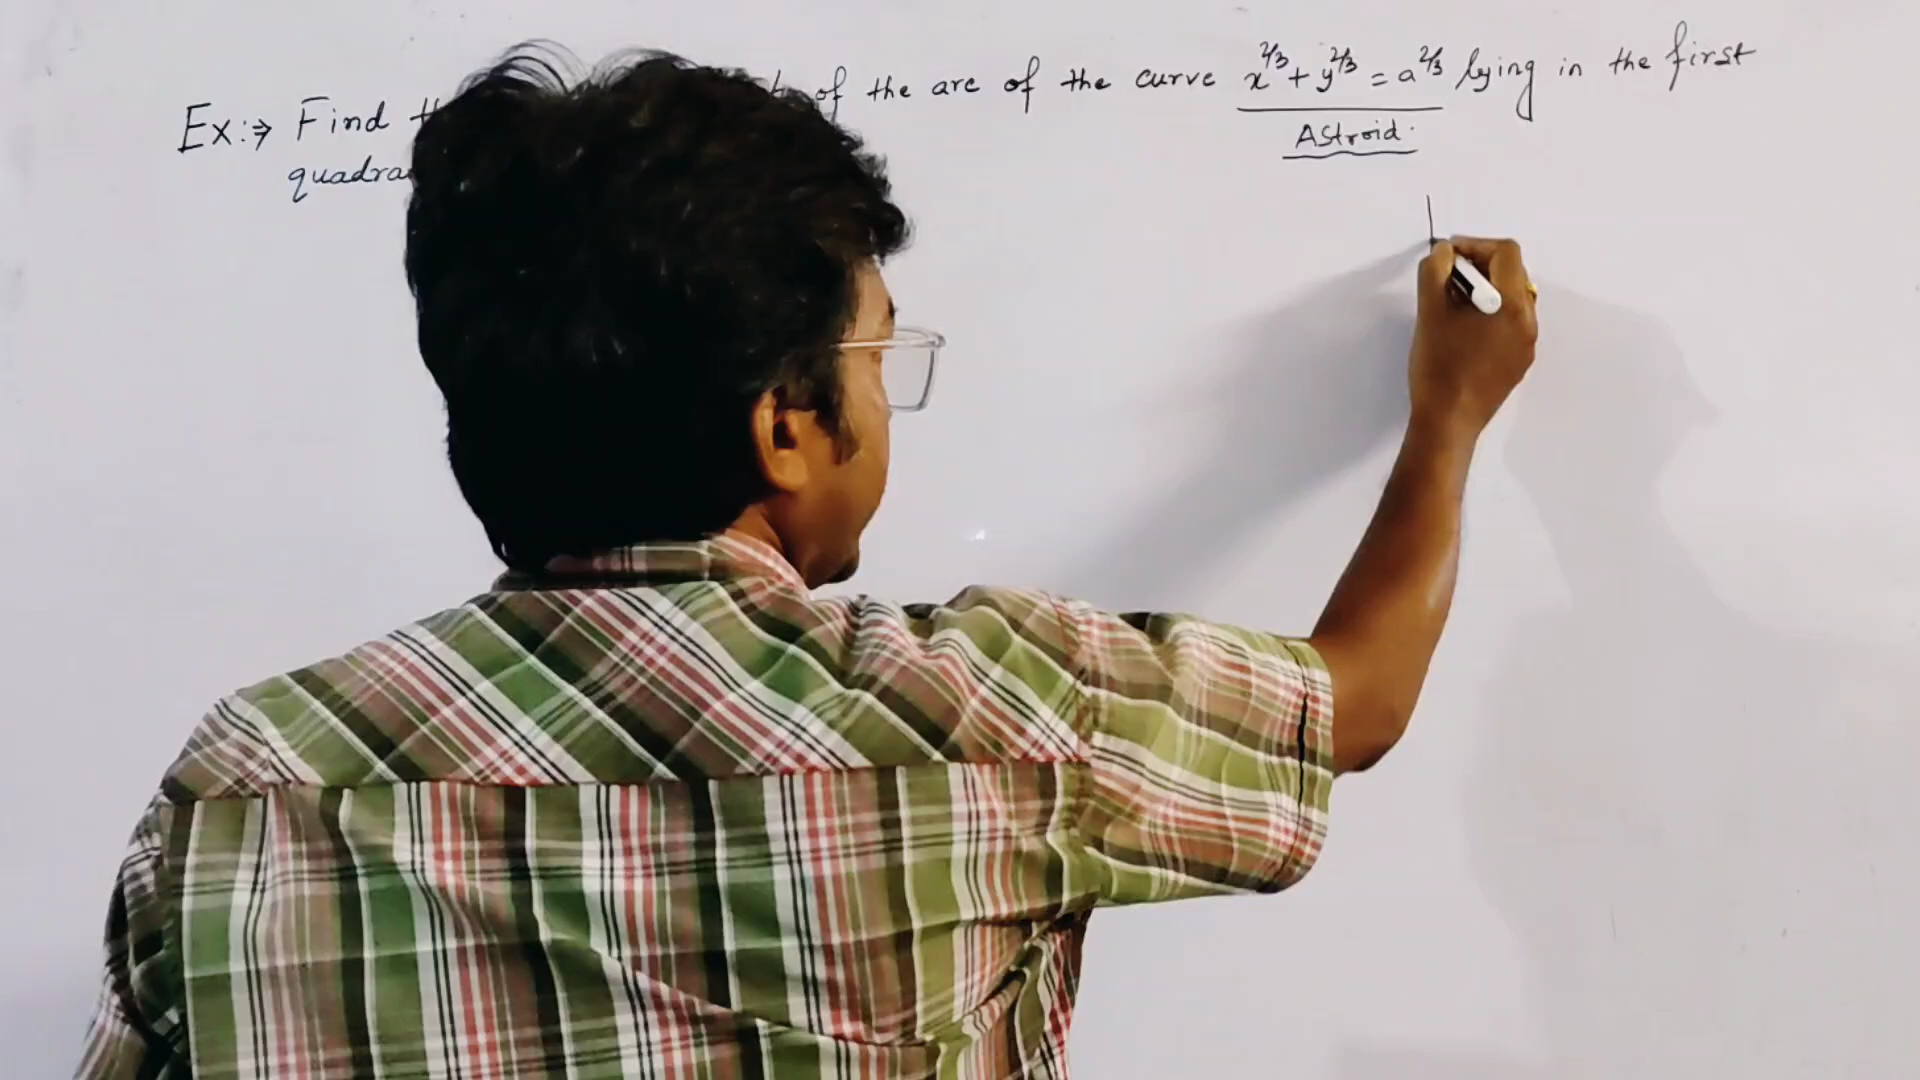 Ex:⇒ Find of the arc of the curve x^2/3 + y^2/3 = a^2/3 lying in the first
Astroid.